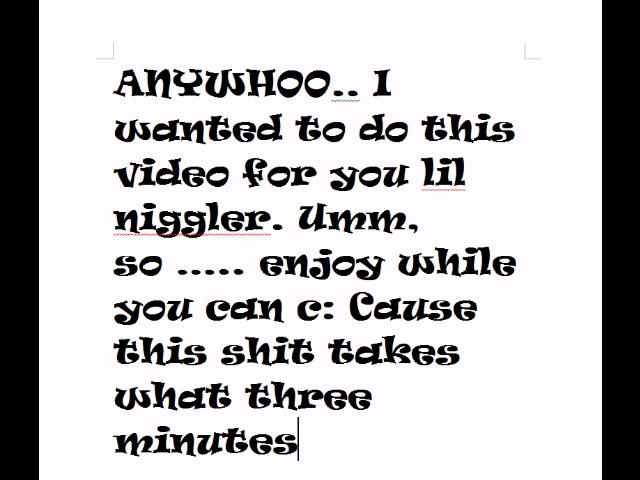 ANYWHOO.. I
wanted to do this
video for you lil
niggler. Umm,
so ..... enjoy while
you can c: Cause
this shit takes
what three
minutes